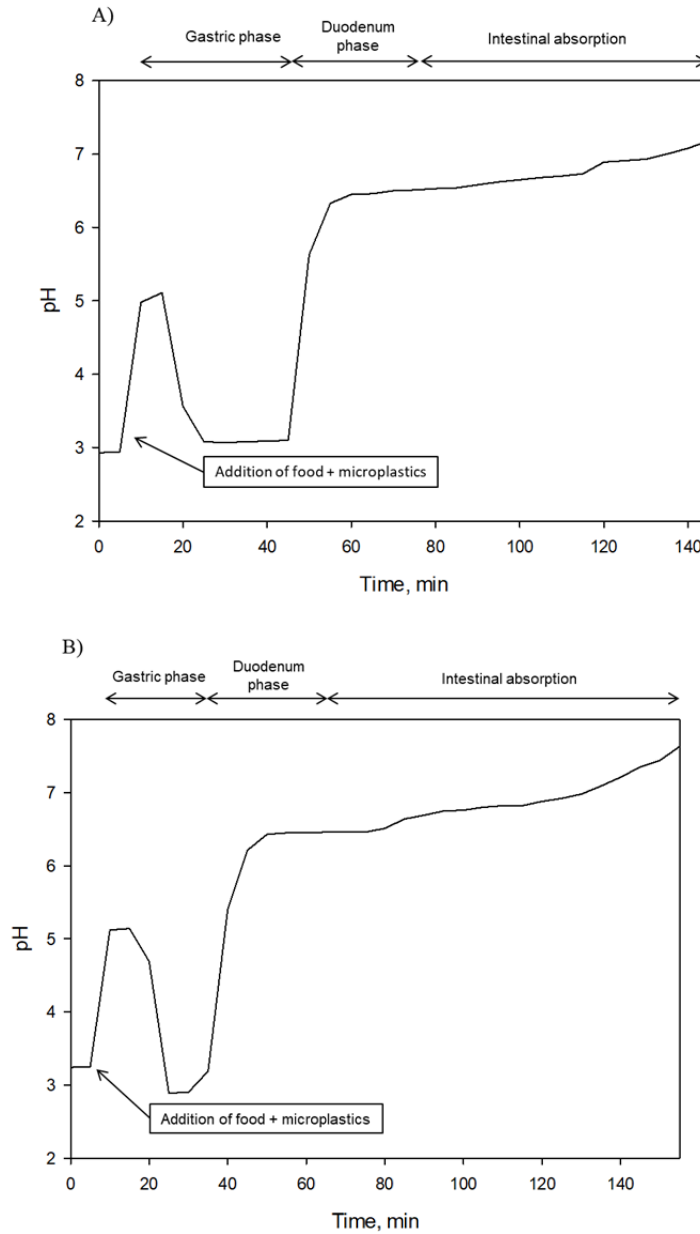 A)
Gastric phase
Duodenum
phase
Intestinal absorption
8
7
6
5
4
3
2
pH
Addition of food + microplastics
0 20 40 60 80 100 120 140
Time, min
B)
Gastric phase
Duodenum
phase
Intestinal absorption
8
7
6
5
4
3
2
pH
Addition of food + microplastics
0 20 40 60 80 100 120 140
Time, min